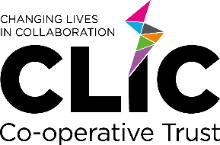 CHANGING LIVES
IN COLLABORATION
CLiC
Co-operative Trust